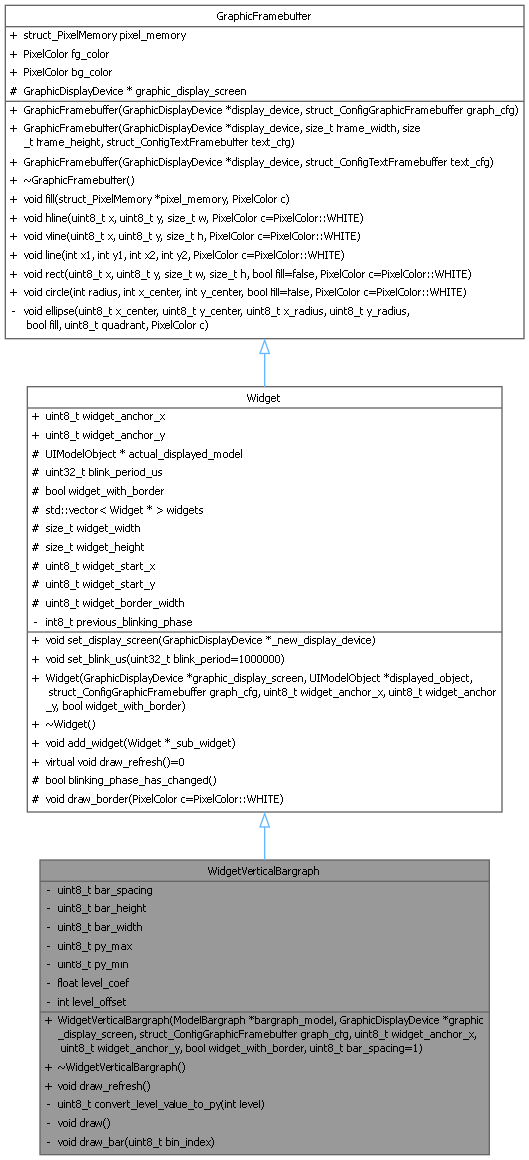 GraphicFramebuffer
+ struct_PixelMemory pixel_memory
+ PixelColor fg_color
+ PixelColor bg_color
# GraphicDisplayDevice * graphic_display_screen
+ GraphicFramebuffer(GraphicDisplayDevice *display_device, struct_ConfigGraphicFramebuffer graph_cfg)
+ GraphicFramebuffer(GraphicDisplayDevice *display_device, size_t frame_width, size
_t frame_height, struct_ConfigTextFramebuffer text_cfg)
+ GraphicFramebuffer(GraphicDisplayDevice *display_device, struct_ConfigTextFramebuffer text_cfg)
+ ~GraphicFramebuffer()
+ void fill(struct_PixelMemory *pixel_memory, PixelColor c)
+ void hline(uint8_t x, uint8_t y, size_t w, PixelColor c=PixelColor::WHITE)
+ void vline(uint8_t x, uint8_t y, size_t h, PixelColor c=PixelColor::WHITE)
+ void line(int x1, int y1, int x2, int y2, PixelColor c=PixelColor::WHITE)
+ void rect(uint8_t x, uint8_t y, size_t w, size_t h, bool fill=false, PixelColor c=PixelColor::WHITE)
+ void circle(int radius, int x_center, int y_center, bool fill=false, PixelColor c=PixelColor::WHITE)
- void ellipse(uint8_t x_center, uint8_t y_center, uint8_t x_radius, uint8_t y_radius,
bool fill, uint8_t quadrant, PixelColor c)
Widget
+ uint8_t widget_anchor_x
+ uint8_t widget_anchor_y
# UIModelObject * actual_displayed_model
# uint32_t blink_period_us
# bool widget_with_border
# std::vector< Widget * > widgets
# size_t widget_width
# size_t widget_height
# uint8_t widget_start_x
# uint8_t widget_start_y
# uint8_t widget_border_width
- int8_t previous_blinking_phase
+ void set_display_screen(GraphicDisplayDevice *_new_display_device)
+ void set_blink_us(uint32_t blink_period=1000000)
+ Widget(GraphicDisplayDevice *graphic_display_screen, UIModelObject *displayed_object,
struct_ConfigGraphicFramebuffer graph_cfg, uint8_t widget_anchor_x, uint8_t widget_anchor
_y, bool widget_with_border)
+ ~Widget()
+ void add_widget(Widget *_sub_widget)
+ virtual void draw_refresh()=0
# bool blinking_phase_has_changed()
# void draw_border(PixelColor c=PixelColor::WHITE)
WidgetVerticalBargraph
- uint8_t bar_spacing
- uint8_t bar_height
- uint8_t bar_width
- uint8_t py_max
- uint8_t py_min
- float level_coef
- int level_offset
+ WidgetVerticalBargraph(ModelBargraph *bargraph_model, GraphicDisplayDevice *graphic
_display_screen, struct_ConfigGraphicFramebuffer graph_cfg, uint8_t widget_anchor_x,
uint8_t widget_anchor_y, bool widget_with_border, uint8_t bar_spacing=1)
+ ~WidgetVerticalBargraph()
+ void draw_refresh()
- uint8_t convert_level_value_to_py(int level)
- void draw()
- void draw_bar(uint8_t bin_index)